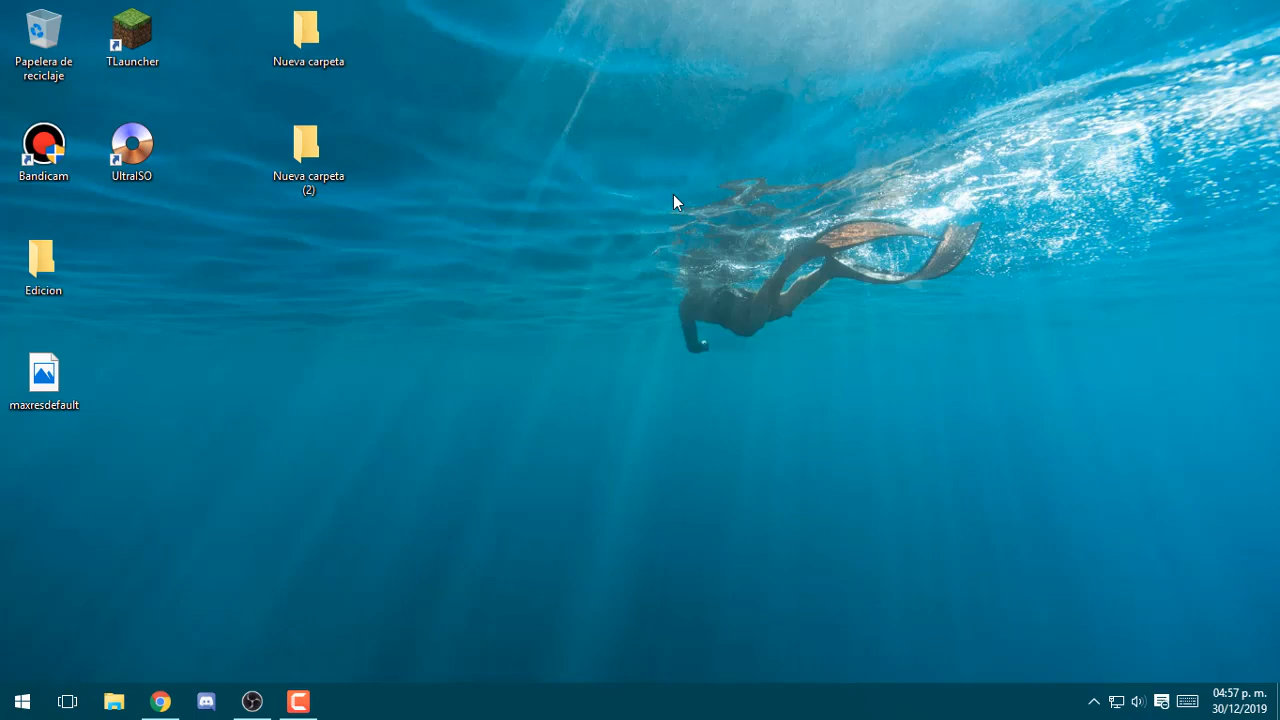 Papelera de
reciclaje
TLauncher
Nueva carpeta
Bandicam
UltraISO
Nueva carpeta
(2)
Edicion
maxresdefault
04:57 p. m.
30/12/2019